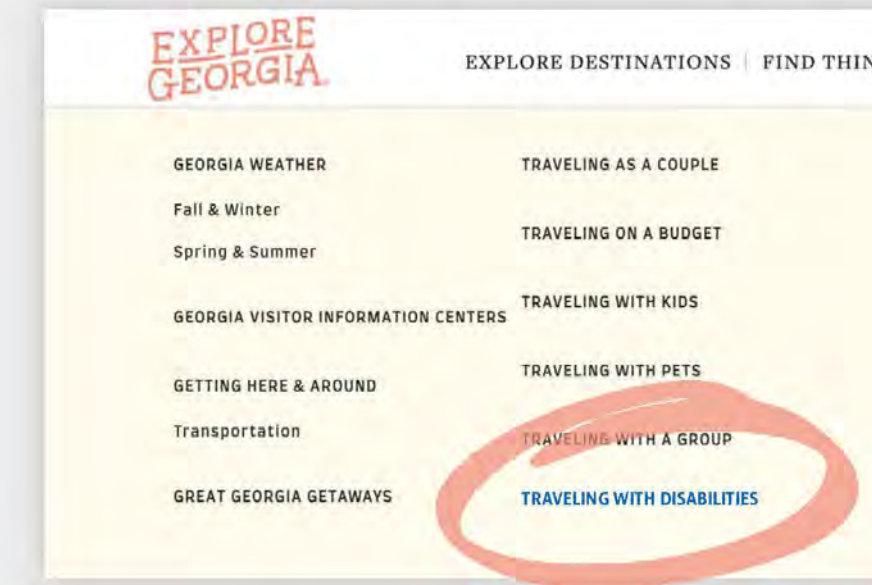 EXPLORE
GEORGIA
EXPLORE DESTINATIONS | FIND THIN
GEORGIA WEATHER
Fall & Winter
Spring & Summer
GEORGIA VISITOR INFORMATION CENTERS
GETTING HERE & AROUND
Transportation
GREAT GEORGIA GETAWAYS
TRAVELING AS A COUPLE
TRAVELING ON A BUDGET
TRAVELING WITH KIDS
TRAVELING WITH PETS
TRAVELING WITH A GROUP
TRAVELING WITH DISABILITIES